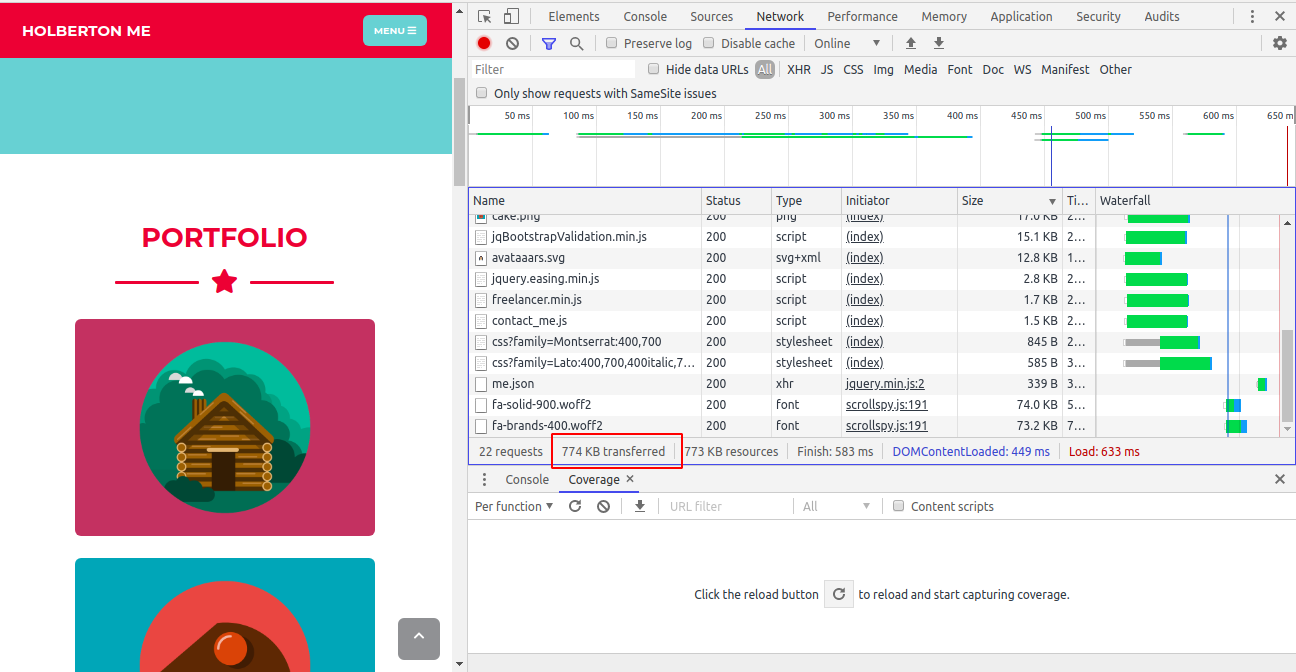 HOLBERTON ME
MENU
PORTFOLIO
Elements Console Sources Network Performance Memory Application Security Audits
Preserve log Disable cache Online
Filter Hide data URLs All XHR JS CSS Img Media Font Doc WS Manifest Other
Only show requests with SameSite issues
50 ms 100 ms 150 ms 200 ms 250 ms 300 ms 350 ms 400 ms 450 ms 500 ms 550 ms 600 ms 650 m
Name Status Type Initiator Size Ti... Waterfall
cake.png 200 png (index) 17.0 KB 2...
jqBootstrapValidation.min.js 200 script (index) 15.1 KB 2...
avataaars.svg 200 svg+xml (index) 12.8 KB 1...
jquery.easing.min.js 200 script (index) 2.8 KB 2...
freelancer.min.js 200 script (index) 1.7 KB 2...
contact_me.js 200 script (index) 1.5 KB 2...
css?family=Montserrat:400,700 200 stylesheet (index) 845 B 2...
css?family=Lato:400,700,400italic,7... 200 stylesheet (index) 585 B 3...
me.json 200 xhr jquery.min.js:2 339 B 3...
fa-solid-900.woff2 200 font scrollspy.js:191 74.0 KB 5...
fa-brands-400.woff2 200 font scrollspy.js:191 73.2 KB 7...
22 requests 774 KB transferred 773 KB resources Finish: 583 ms DOMContentLoaded: 449 ms Load: 633 ms
Console Coverage
Per function URL filter All Content scripts
Click the reload button to reload and start capturing coverage.